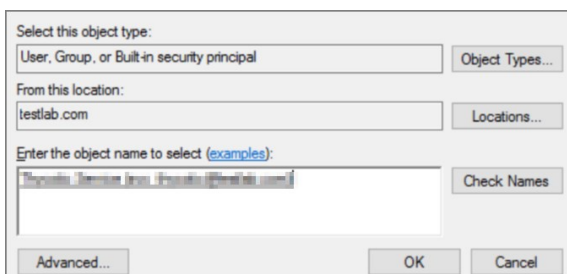 Select this object type:
User, Group, or Built-in security principal
Object Types...
From this location:
testlab.com
Locations...
Enter the object name to select (examples):
Check Names
Advanced...
OK
Cancel